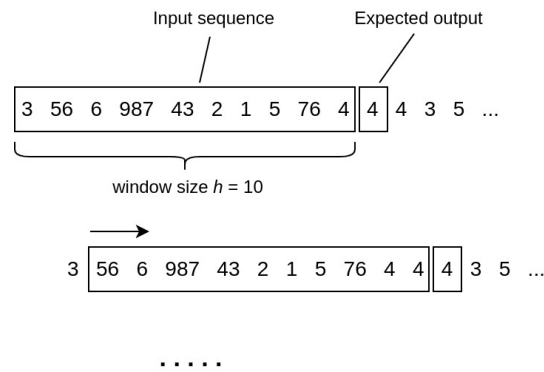 Input sequence Expected output
3 56 6 987 43 2 1 5 76 4 4 4 3 5 ...
window size h = 10
3 56 6 987 43 2 1 5 76 4 4 4 3 5 ...
.....